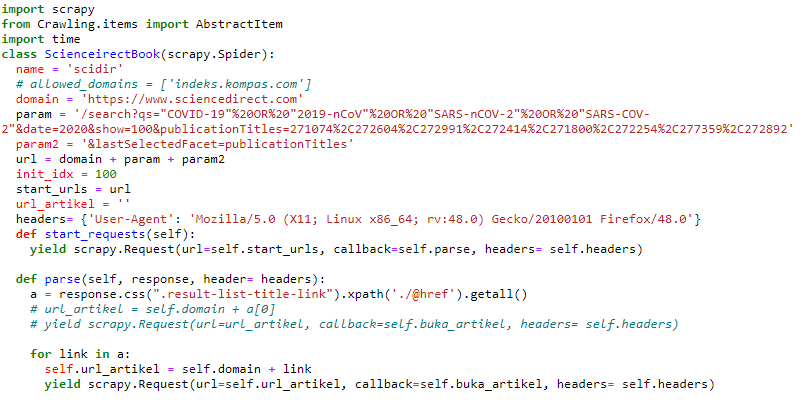 import scrapy
from Crawling.items import AbstractItem
import time
class ScienceirectBook(scrapy.Spider):
  name = 'scidir'
  # allowed_domains = ['indeks.kompas.com']
  domain = 'https://www.sciencedirect.com'
  param = '/search?qs="COVID-19"%20OR%20"2019-nCoV"%20OR%20"SARS-nCOV-2"%20OR%20"SARS-COV-
2"&date=2020&show=100&publicationTitles=271074%2C272604%2C272991%2C272414%2C271800%2C272254%2C277359%2C272892'
  param2 = '&lastSelectedFacet=publicationTitles'
  url = domain + param + param2
  init_idx = 100
  start_urls = url
  url_artikel = ''
  headers= {'User-Agent': 'Mozilla/5.0 (X11; Linux x86_64; rv:48.0) Gecko/20100101 Firefox/48.0'}
  def start_requests(self):
    yield scrapy.Request(url=self.start_urls, callback=self.parse, headers= self.headers)

  def parse(self, response, header= headers):
    a = response.css(".result-list-title-link").xpath('./@href').getall()
    # url_artikel = self.domain + a[0]
    # yield scrapy.Request(url=url_artikel, callback=self.buka_artikel, headers= self.headers)

    for link in a:
      self.url_artikel = self.domain + link
      yield scrapy.Request(url=self.url_artikel, callback=self.buka_artikel, headers= self.headers)